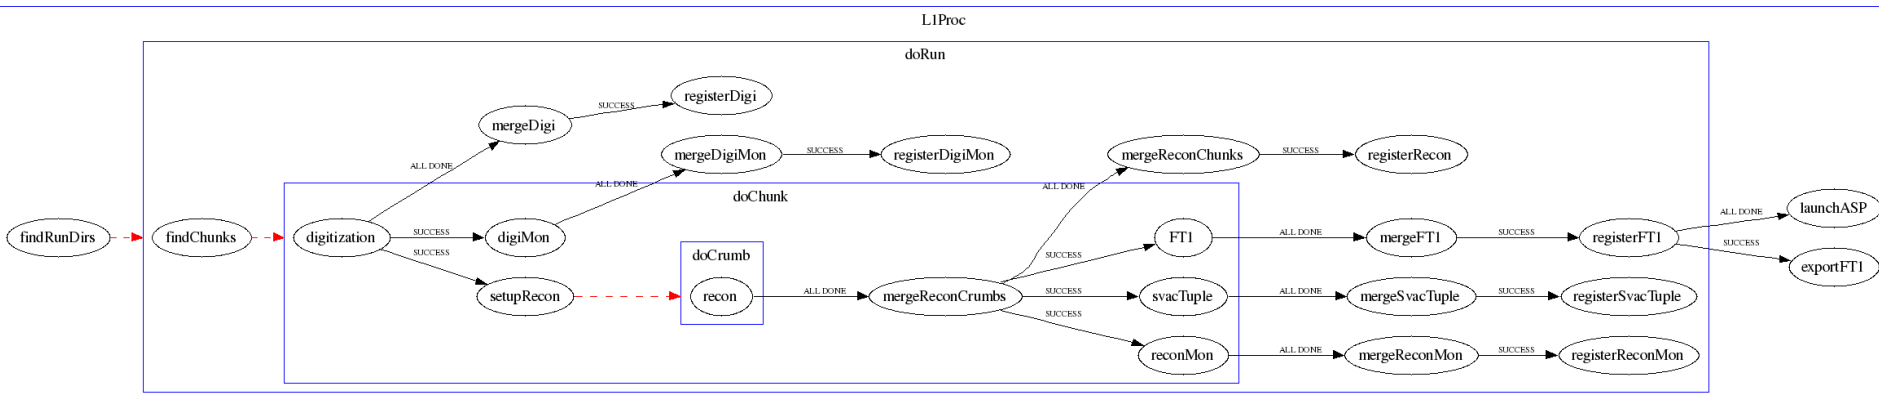 L1Proc
doRun
registerDigi
SUCCESS
mergeDigi
mergeDigiMon
SUCCESS
registerDigiMon
mergeReconChunks
SUCCESS
registerRecon
ALL DONE
ALL DONE
ALL DONE
doChunk
findRunDirs
findChunks
digitization
SUCCESS
digiMon
SUCCESS
setupRecon
doCrumb
recon
ALL DONE
mergeReconCrumbs
SUCCESS
FT1
ALL DONE
mergeFT1
SUCCESS
registerFT1
ALL DONE
launchASP
SUCCESS
exportFT1
SUCCESS
svacTuple
ALL DONE
mergeSvacTuple
SUCCESS
registerSvacTuple
SUCCESS
reconMon
ALL DONE
mergeReconMon
SUCCESS
registerReconMon